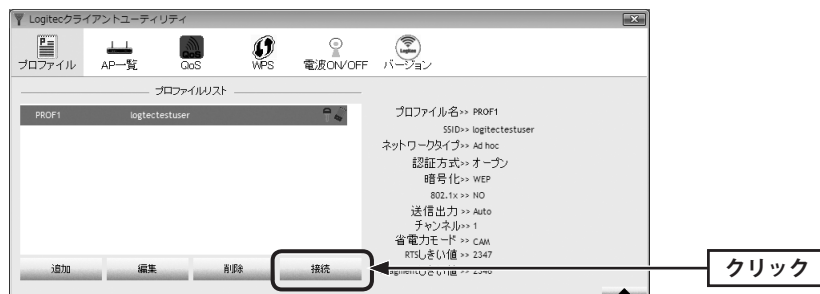 Logitecクライアントユーティリティ
プロファイル
AP一覧
QoS
QoS
WPS
電波ON/OFF
バージョン
プロファイルリスト
PROF1 logtectestuser
プロファイル名>> PROF1
SSID>> logitectestuser
ネットワークタイプ>> Ad hoc
認証方式>> オープン
暗号化>> WEP
802.1x >> NO
送信出力 >> Auto
チャンネル>> 1
省電力モード >> CAM
RTSしきい値 >> 2347
追加 編集 削除 接続
クリック